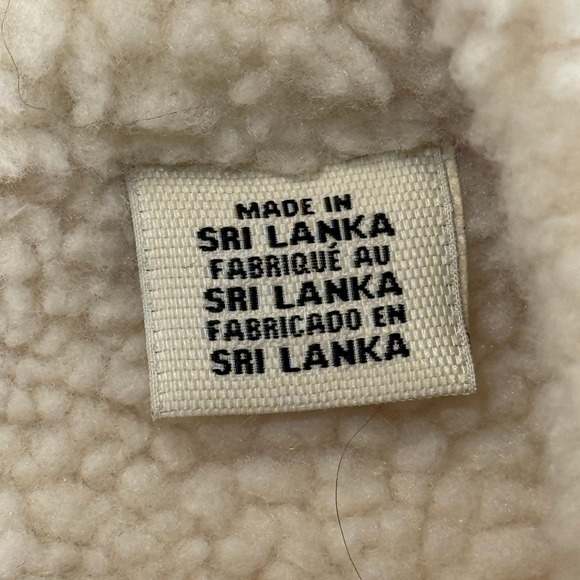 MADE IN
SRI LANKA
FABRIQUÉ AU
SRI LANKA
FABRICADO EN
SRI LANKA